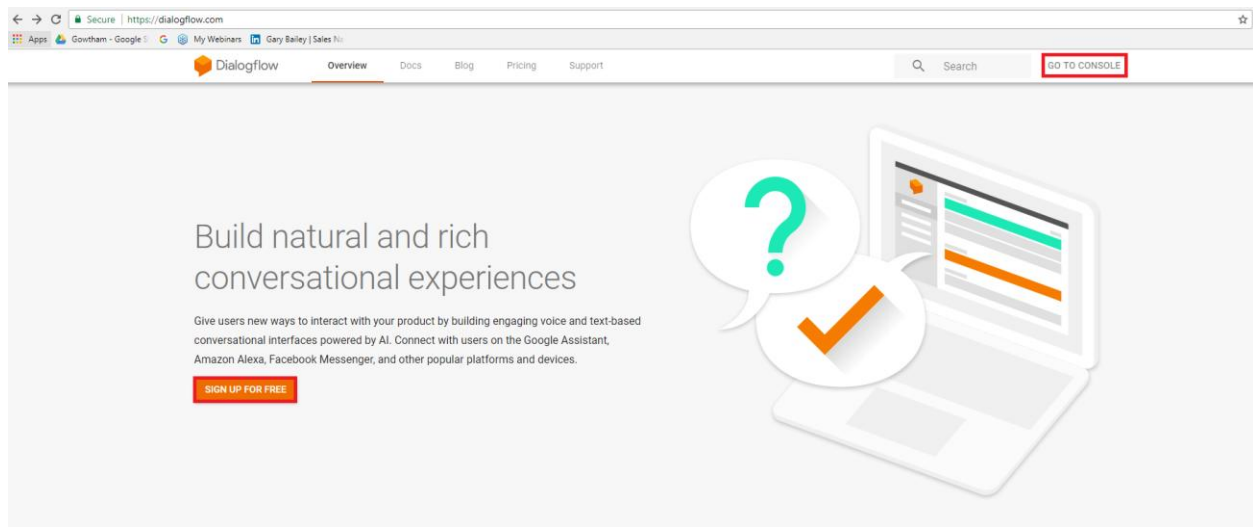 Secure | https://dialogflow.com
Apps Gowtham - Google S G My Webinars in Gary Bailey | Sales Na
Dialogflow Overview Docs Blog Pricing Support Search GO TO CONSOLE
Build natural and rich
conversational experiences
Give users new ways to interact with your product by building engaging voice and text-based
conversational interfaces powered by AI. Connect with users on the Google Assistant,
Amazon Alexa, Facebook Messenger, and other popular platforms and devices.
SIGN UP FOR FREE